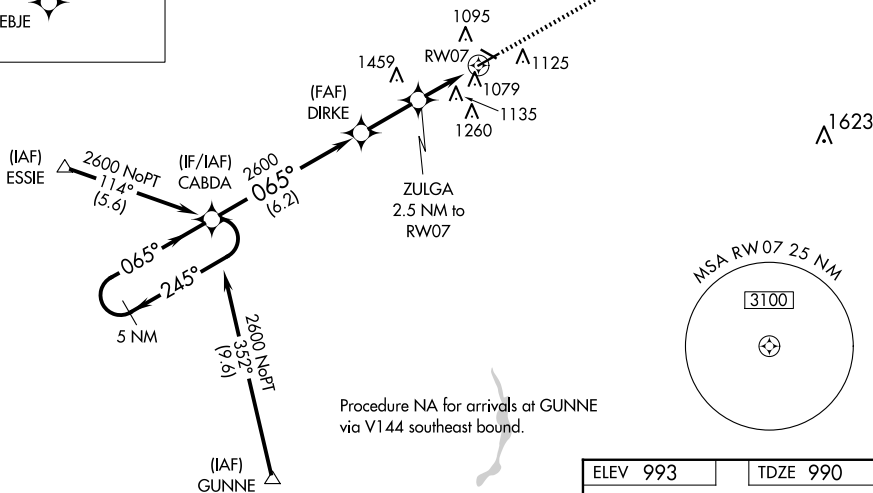 EBJE
1095
RW07
1459
1125
1079
1135
1260
1623
(FAF)
DIRKE
(IAF)
ESSIE
2600 NoPT
114°
(5.6)
(IF/IAF)
CABDA
2600
065°
(6.2)
ZULGA
2.5 NM to
RW07
065°
245°
5 NM
2600 NoPT
352°
(9.6)
MSA RW 07 25 NM
3100
Procedure NA for arrivals at GUNNE
via V144 southeast bound.
(IAF)
GUNNE
ELEV 993
TDZE 990